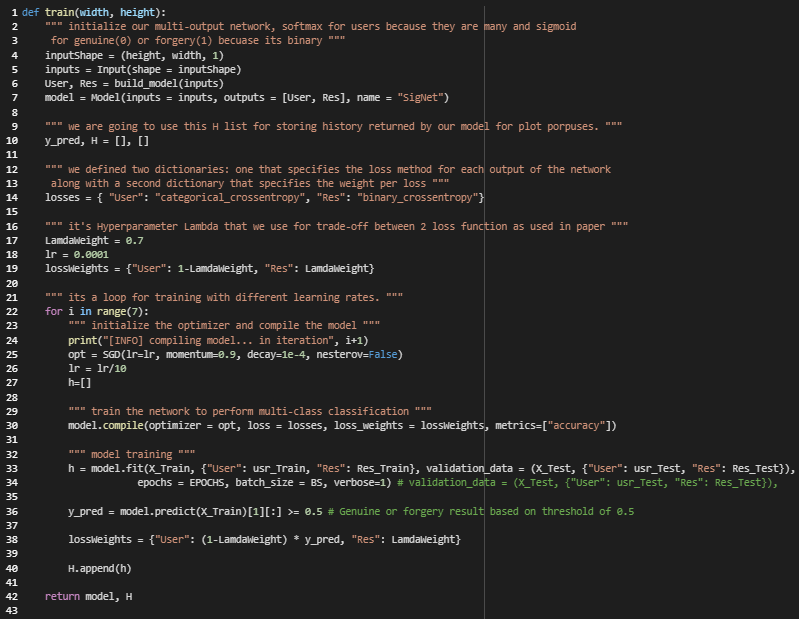 1 def train(width, height):
2 """ initialize our multi-output network, softmax for users because they are many and sigmoid
3 for genuine(0) or forgery(1) becuase its binary """
4 inputShape = (height, width, 1)
5 inputs = Input(shape = inputShape)
6 User, Res = build_model(inputs)
7 model = Model(inputs = inputs, outputs = [User, Res], name = "SigNet")
8
9 """ we are going to use this H list for storing history returned by our model for plot porpuses. """
10 y_pred, H = [], []
11
12 """ we defined two dictionaries: one that specifies the loss method for each output of the network
13 along with a second dictionary that specifies the weight per loss """
14 losses = { "User": "categorical_crossentropy", "Res": "binary_crossentropy"}
15
16 """ it's Hyperparameter Lambda that we use for trade-off between 2 loss function as used in paper """
17 LamdaWeight = 0.7
18 lr = 0.0001
19 lossWeights = {"User": 1-LamdaWeight, "Res": LamdaWeight}
20
21 """ its a loop for training with different learning rates. """
22 for i in range(7):
23 """ initialize the optimizer and compile the model """
24 print("[INFO] compiling model... in iteration", i+1)
25 opt = SGD(lr=lr, momentum=0.9, decay=1e-4, nesterov=False)
26 lr = lr/10
27 h=[]
28
29 """ train the network to perform multi-class classification """
30 model.compile(optimizer = opt, loss = losses, loss_weights = lossWeights, metrics=["accuracy"])
31
32 """ model training """
33 h = model.fit(X_Train, {"User": usr_Train, "Res": Res_Train}, validation_data = (X_Test, {"User": usr_Test, "Res": Res_Test}),
34 epochs = EPOCHS, batch_size = BS, verbose=1) # validation_data = (X_Test, {"User": usr_Test, "Res": Res_Test}),
35
36 y_pred = model.predict(X_Train)[1][:] >= 0.5 # Genuine or forgery result based on threshold of 0.5
37
38 lossWeights = {"User": (1-LamdaWeight) * y_pred, "Res": LamdaWeight}
39
40 H.append(h)
41
42 return model, H
43